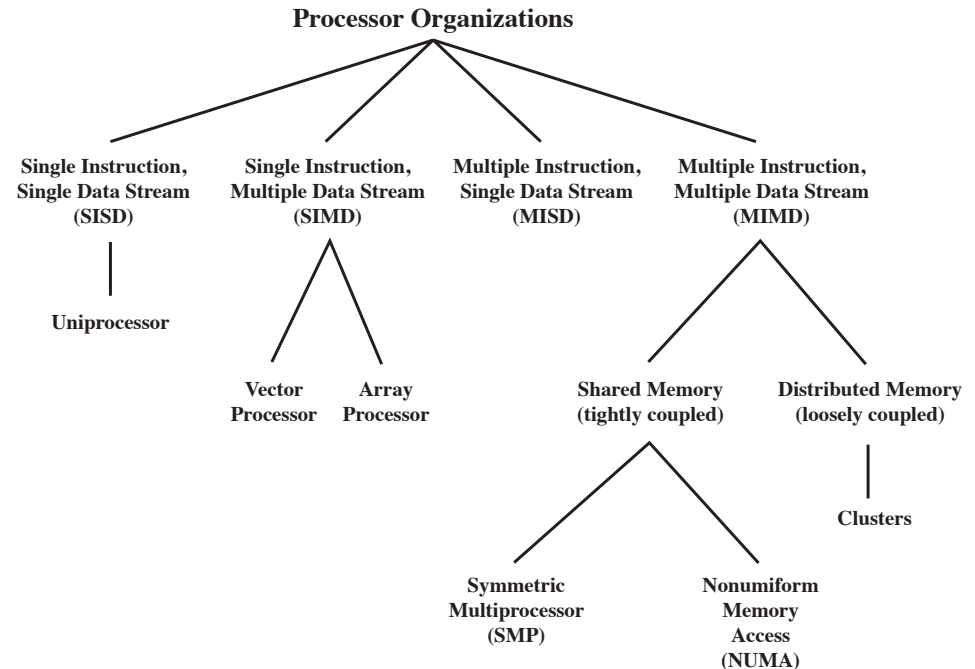 Processor Organizations
Single Instruction,
Single Data Stream
(SISD)
Single Instruction,
Multiple Data Stream
(SIMD)
Multiple Instruction,
Single Data Stream
(MISD)
Multiple Instruction,
Multiple Data Stream
(MIMD)
Uniprocessor
Vector
Processor
Array
Processor
Shared Memory
(tightly coupled)
Distributed Memory
(loosely coupled)
Clusters
Symmetric
Multiprocessor
(SMP)
Nonumiform
Memory
Access
(NUMA)